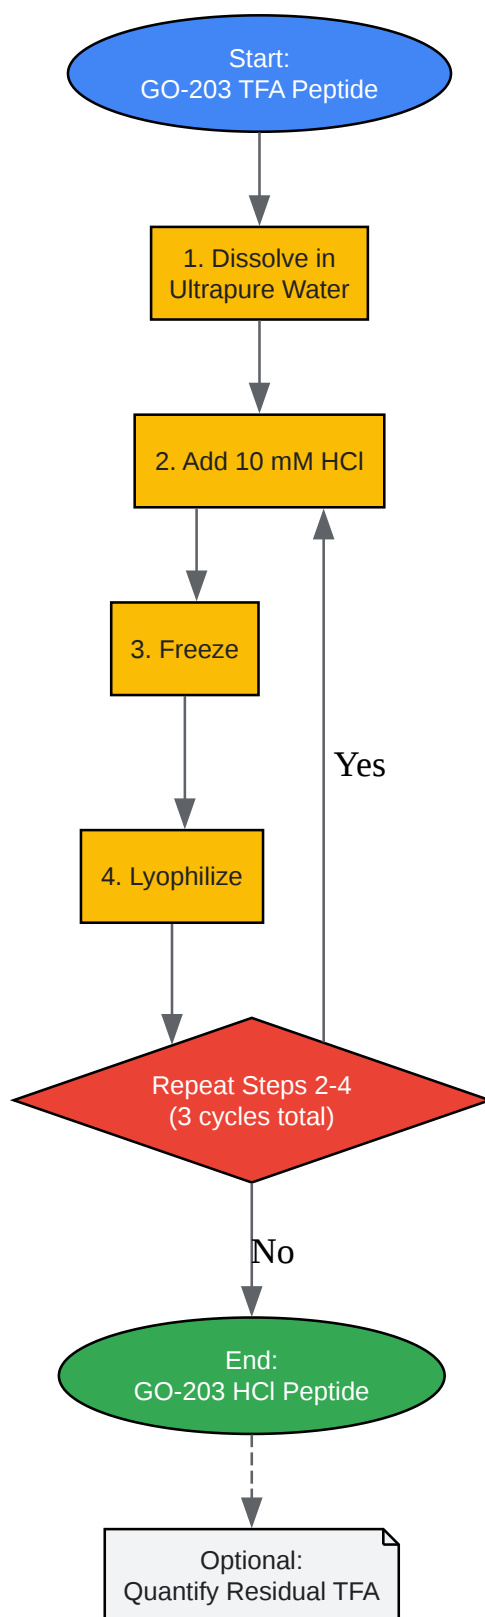 Start:
GO-203 TFA Peptide
1. Dissolve in
Ultrapure Water
2. Add 10 mM HCl
3. Freeze
Yes
4. Lyophilize
Repeat Steps 2-4
(3 cycles total)
No
End:
GO-203 HCl Peptide
Optional:
Quantify Residual TFA